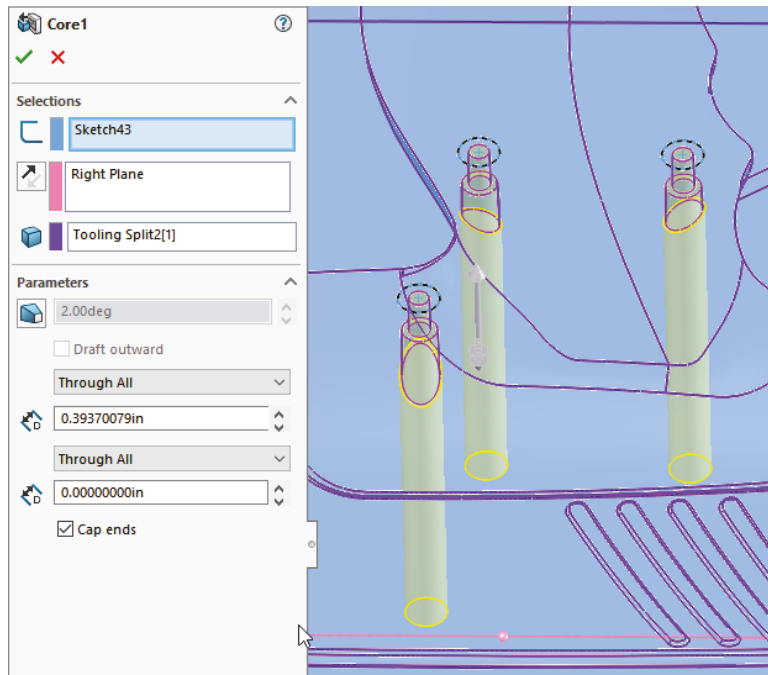 Core1
Selections
Sketch43
Right Plane
Tooling Split2[1]
Parameters
2.00deg
Draft outward
Through All
0.39370079in
Through All
0.00000000in
Cap ends